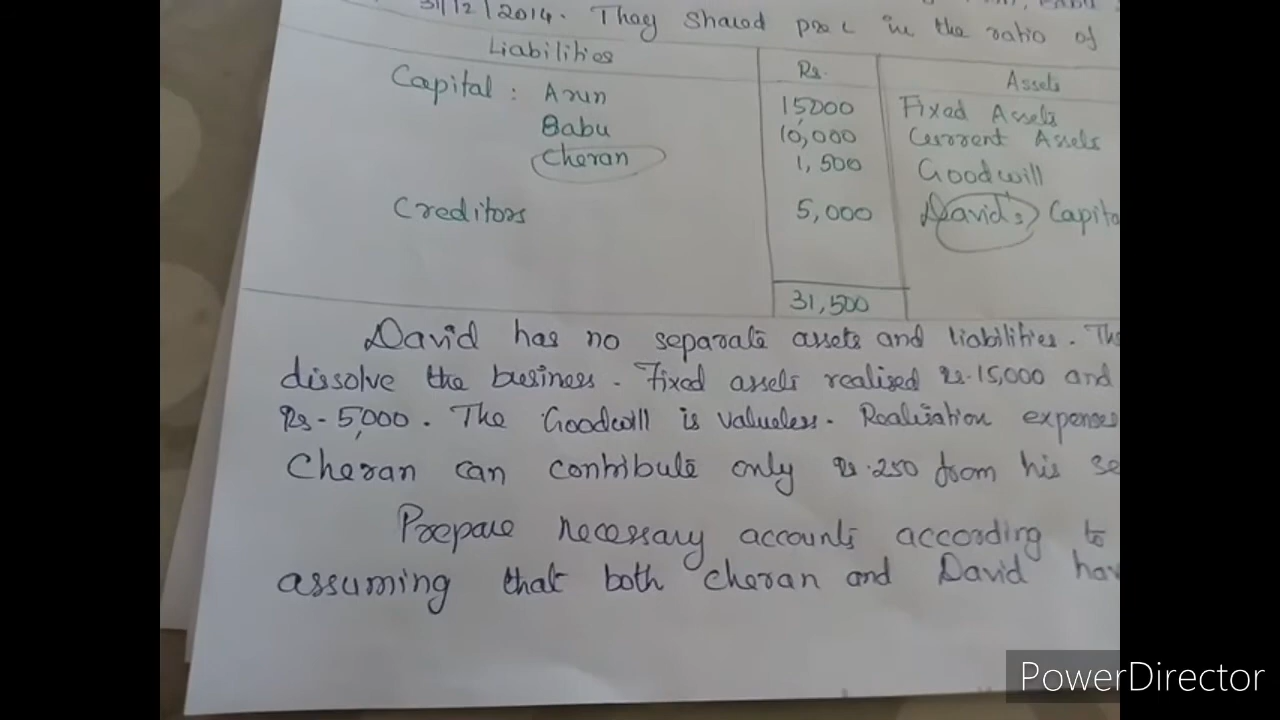 31/12/2014. They shared in the ratio of
Liabilities Rs. Assets
Capital : Arun 15000 Fixed Assets
Babu 10,000 Current Assets
Cheran 1,500 Goodwill
Creditors 5,000 David's Capita
31,500
David has no separate assets and liabilities. Th
dissolve the business. Fixed assets realised Rs.15,000 and
Rs. 5,000. The Goodwill is valueless. Realisation expenses
Cheran can contribute only Rs.250 from his se
Prepare necessary accounts according to
assuming that both Cheran and David hav
PowerDirector